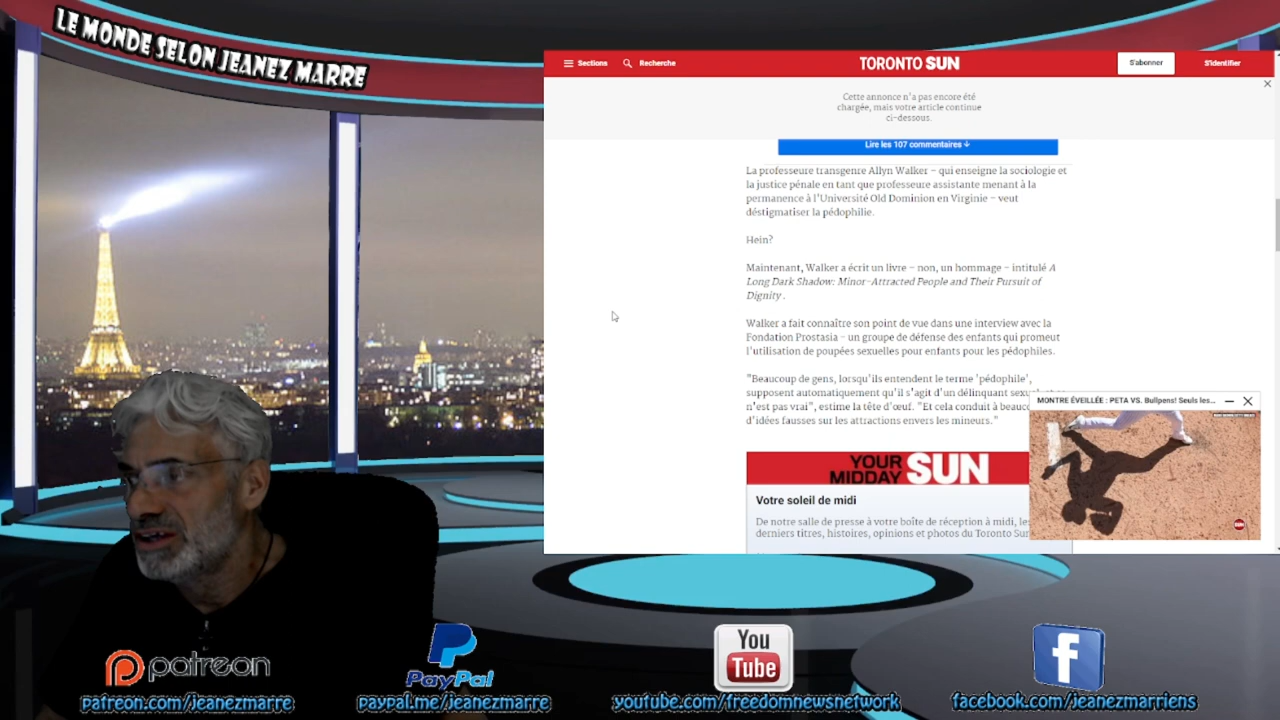 LE MONDE SELON JEANEZ MARRE
Sections
Recherche
TORONTO SUN
S'abonner
S'identifier
Cette annonce n'a pas encore été
chargée, mais votre article continue
ci-dessous.
Lire les 107 commentaires
La professeure transgenre Allyn Walker – qui enseigne la sociologie et
la justice pénale en tant que professeure assistante menant à la
permanence à l'Université Old Dominion en Virginie – veut
déstigmatiser la pédophilie.
Hein?
Maintenant, Walker a écrit un livre – non, un hommage – intitulé A
Long Dark Shadow: Minor-Attracted People and Their Pursuit of
Dignity .
Walker a fait connaître son point de vue dans une interview avec la
Fondation Prostasia – un groupe de défense des enfants qui promeut
l'utilisation de poupées sexuelles pour enfants pour les pédophiles.
"Beaucoup de gens, lorsqu'ils entendent le terme 'pédophile',
supposent automatiquement qu'il s'agit d'un délinquant
n'est pas vrai", estime la tête d'œuf. "Et cela conduit à
d'idées fausses sur les attractions envers les mineurs."
MONTRE ÉVEILLÉE : PETA VS. Bullpens! Seuls les...
YOUR
MIDDAY SUN
Votre soleil de midi
De notre salle de presse à votre boîte de réception à midi,
derniers titres, histoires, opinions et photos du Toronto Sun
SUN
patreon
PayPal
You
Tube
f
patreon.com/jeanezmarre
paypal.me/jeanezmarre
youtube.com/freedomnewsnetwork
facebook.com/jeanezmarriens